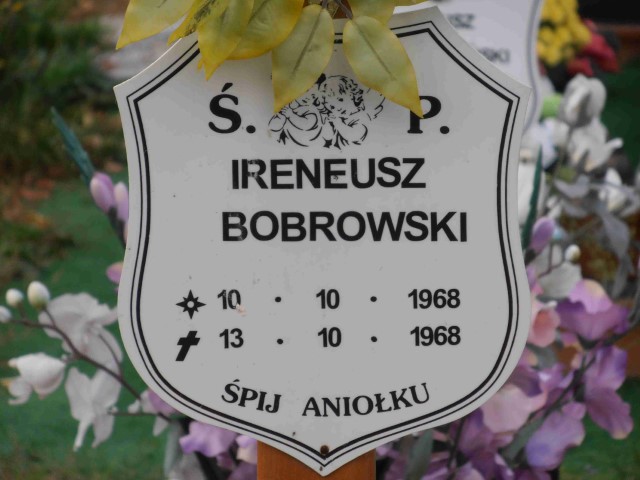 Ś. P.
IRENEUSZ
BOBROWSKI
10 · 10 · 1968
13 · 10 · 1968
ŚPIJ ANIOŁKU